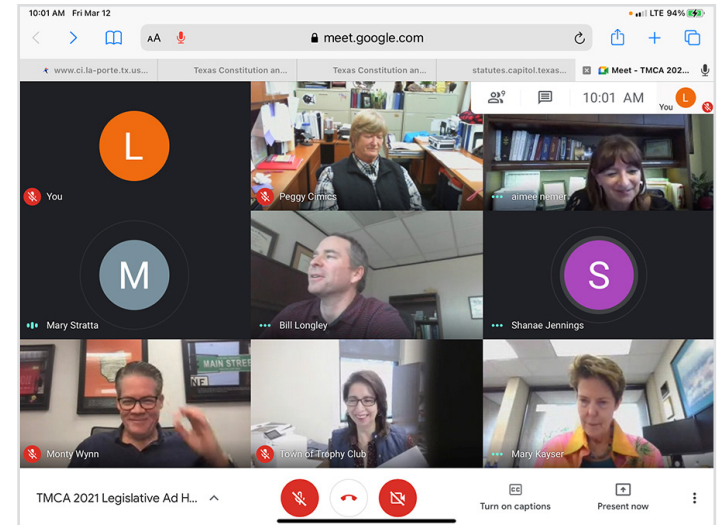 10:01 AM Fri Mar 12
LTE 94%
AA
meet.google.com
www.ci.la-porte.tx.us...
Texas Constitution an...
Texas Constitution an...
statutes.capitol.texas...
Meet - TMCA 202...
9
10:01 AM
You
L
L
You
Peggy Cimics
aimee nemer
M
Mary Stratta
Bill Longley
S
Shanae Jennings
MAIN STREE
NE
Monty Wynn
Town of Trophy Club
Mary Kayser
TMCA 2021 Legislative Ad H...
CC
Turn on captions
Present now